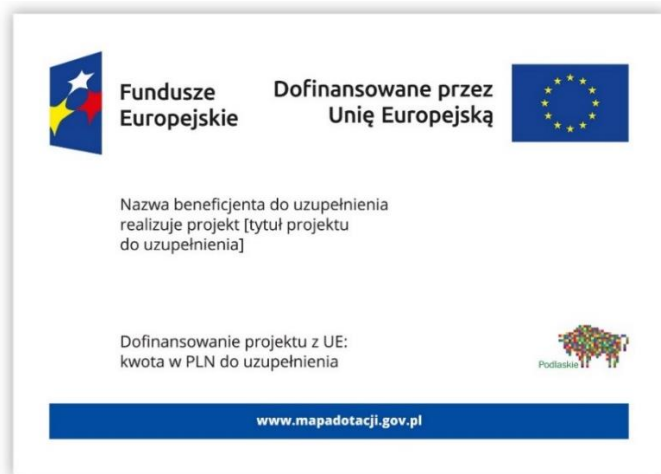 Fundusze
Europejskie
Dofinansowane przez
Unię Europejską
Nazwa beneficjenta do uzupełnienia
realizuje projekt [tytuł projektu
do uzupełnienia]
Dofinansowanie projektu z UE:
kwota w PLN do uzupełnienia
Podlaskie
www.mapadotacji.gov.pl